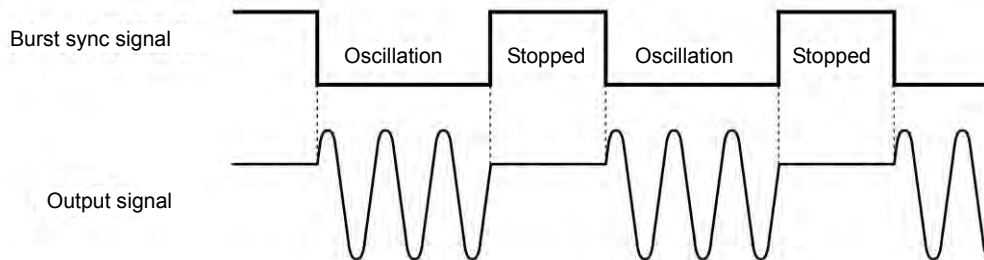 Burst sync signal
Oscillation Stopped Oscillation Stopped
Output signal